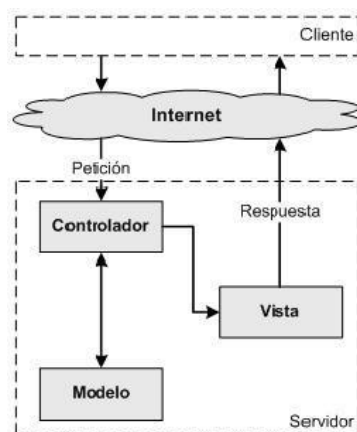 Cliente
Internet
Petición
Respuesta
Controlador
Vista
Modelo
Servidor